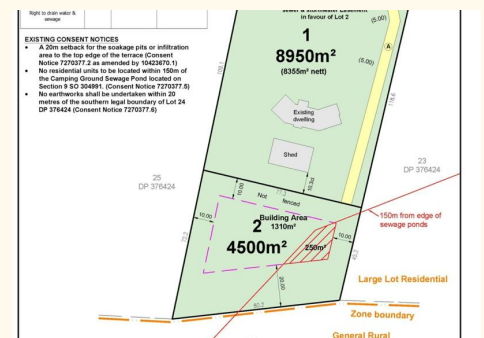 Right to drain water &
sewage
sewer & stormwater Easement
in favour of Lot 2
EXISTING CONSENT NOTICES
• A 20m setback for the soakage pits or infiltration
area to the top edge of the terrace (Consent
Notice 7270377.2 as amended by 10423670.1)
• No residential units to be located within 150m of
the Camping Ground Sewage Pond located on
Section 9 SO 304991. (Consent Notice 7270377.5)
• No earthworks shall be undertaken within 20
metres of the southern legal boundary of Lot 24
DP 376424 (Consent Notice 7270377.6)
(5.00)
1
8950m²
(8355m² nett)
A
(5.00)
109.1
118.6
Existing
dwelling
Shed
25
DP 376424
23
DP 376424
10.00
Not fenced
10.30
150m from edge of
sewage ponds
10.00
2
Building Area
1310m²
4500m²
250m²
10.00
20.00
Large Lot Residential
Zone boundary
General Rural